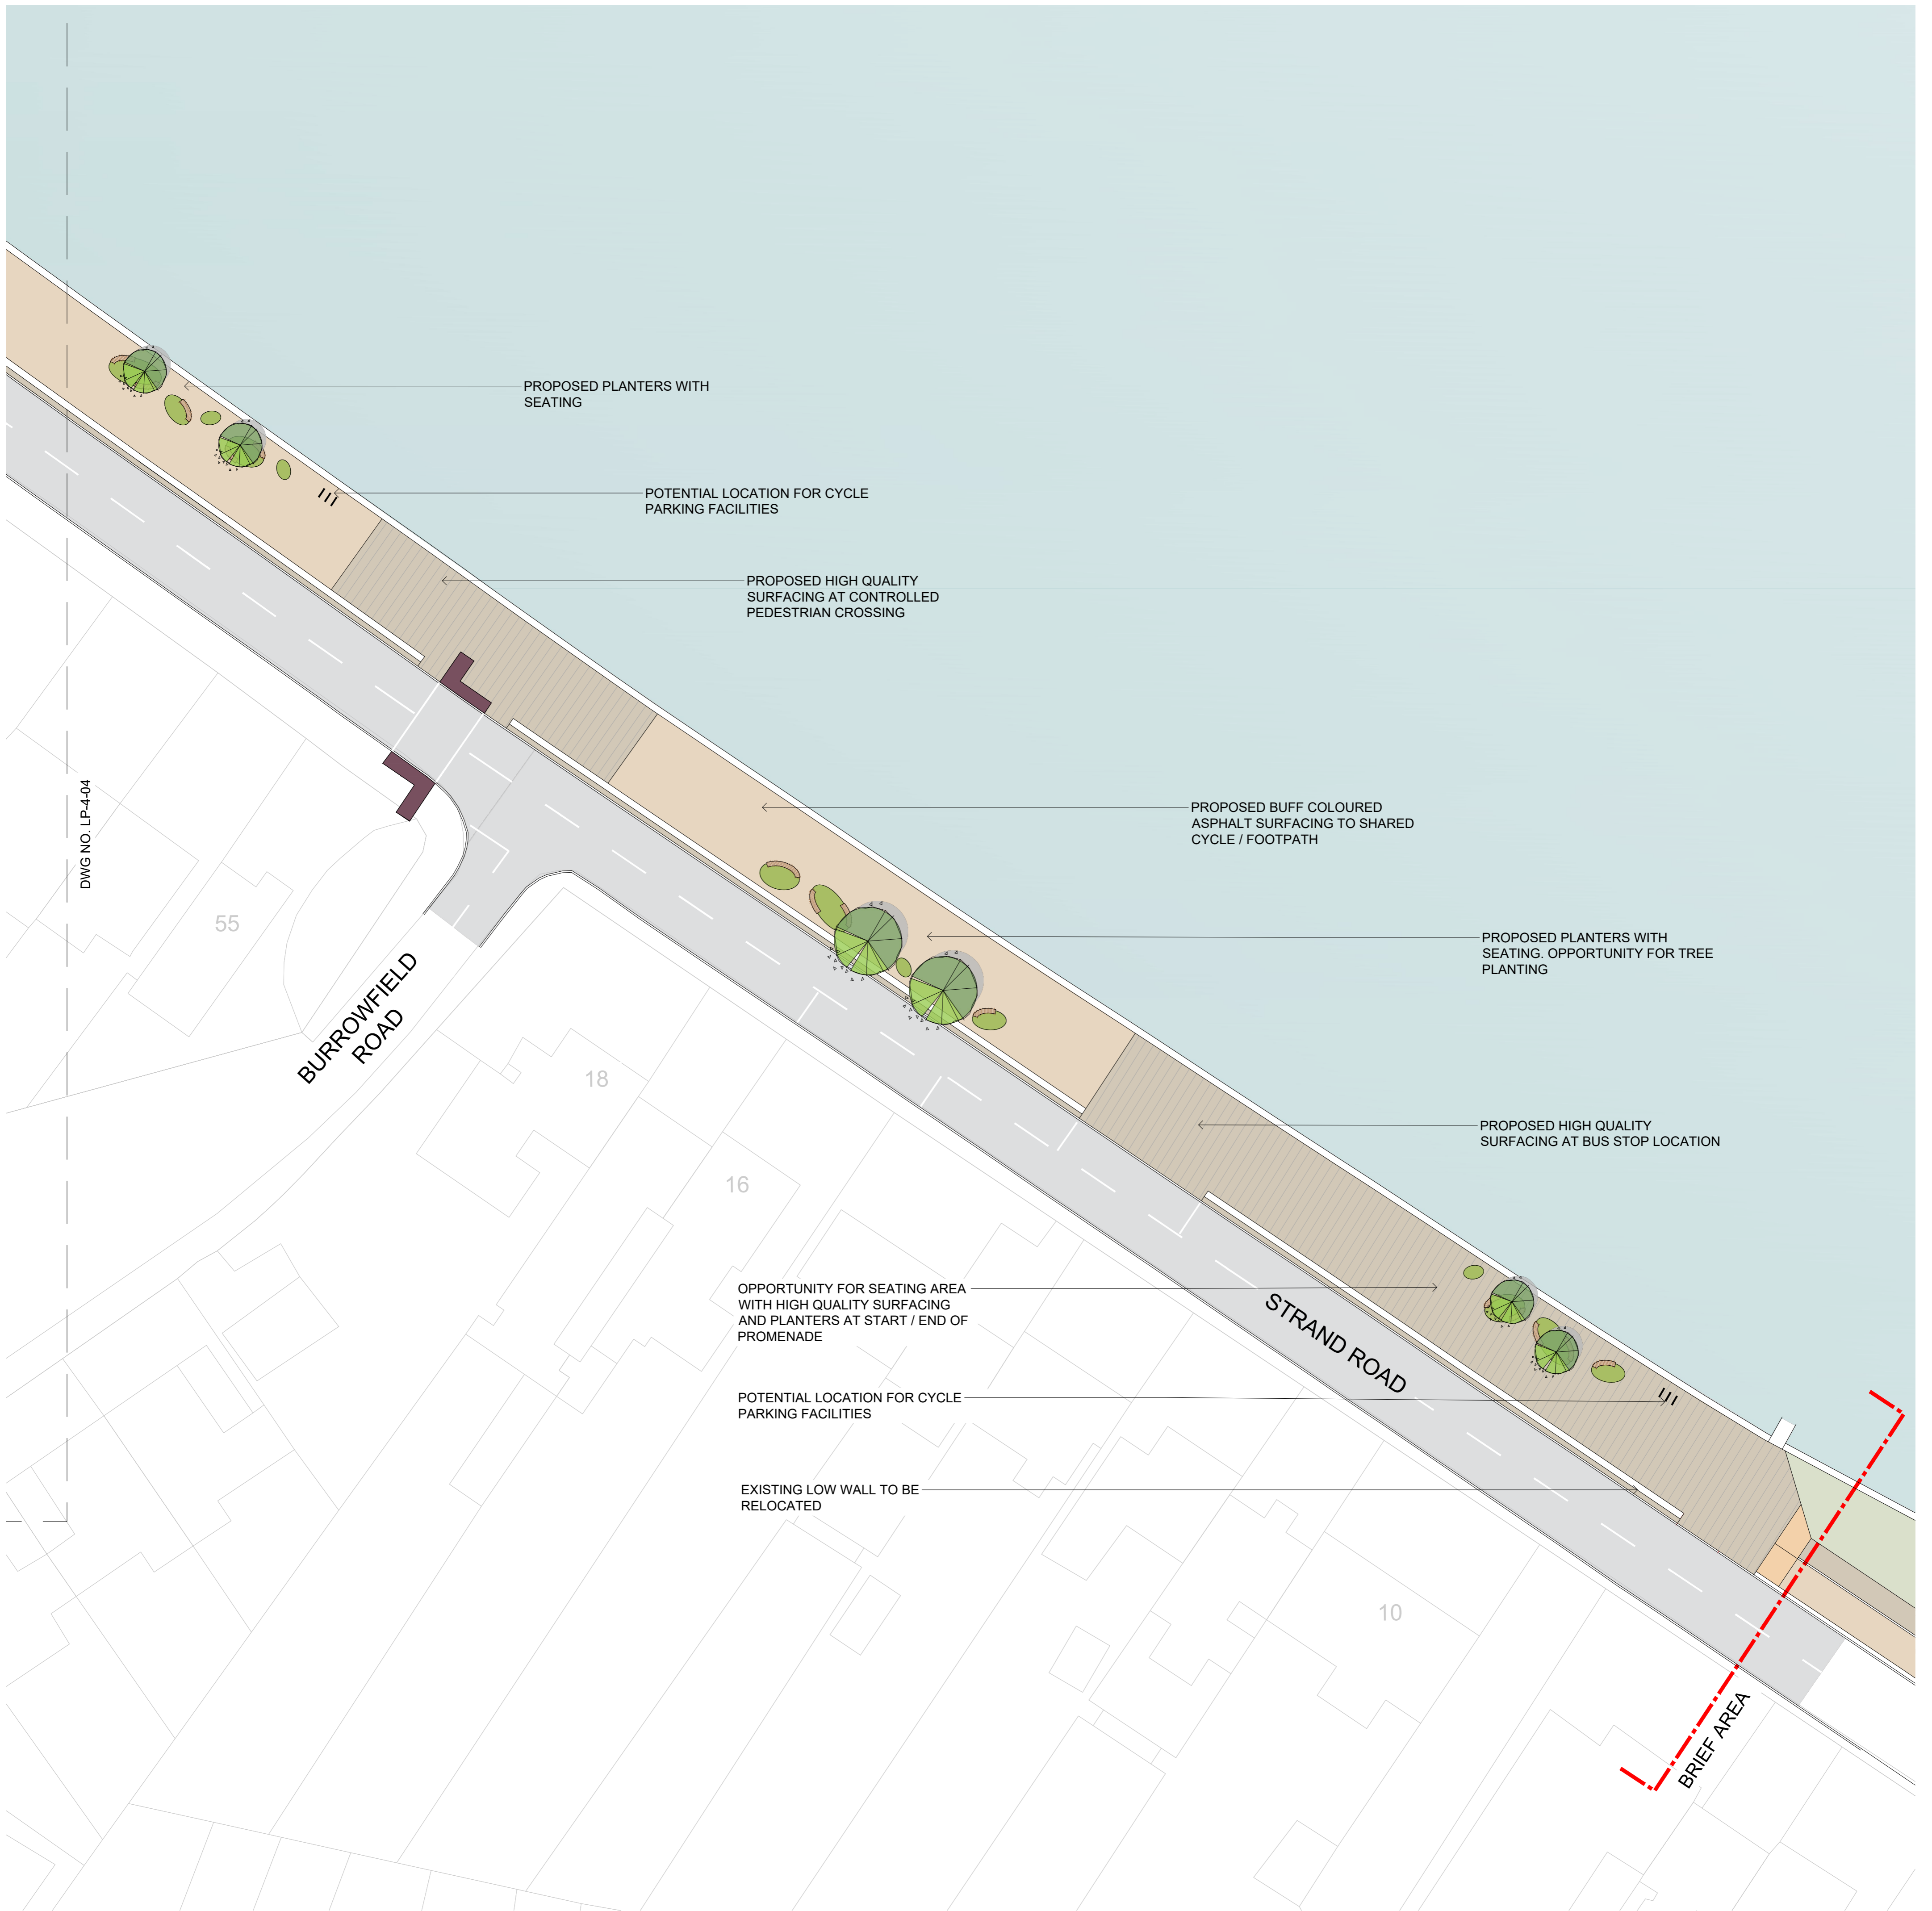 PROPOSED PLANTERS WITH
SEATING
POTENTIAL LOCATION FOR CYCLE
PARKING FACILITIES
PROPOSED HIGH QUALITY
SURFACING AT CONTROLLED
PEDESTRIAN CROSSING
DWG NO. LP-4-04
PROPOSED BUFF COLOURED
ASPHALT SURFACING TO SHARED
CYCLE / FOOTPATH
55
BURROWFIELD
ROAD
PROPOSED PLANTERS WITH
SEATING. OPPORTUNITY FOR TREE
PLANTING
18
16
PROPOSED HIGH QUALITY
SURFACING AT BUS STOP LOCATION
OPPORTUNITY FOR SEATING AREA
WITH HIGH QUALITY SURFACING
AND PLANTERS AT START / END OF
PROMENADE
STRAND ROAD
POTENTIAL LOCATION FOR CYCLE
PARKING FACILITIES
EXISTING LOW WALL TO BE
RELOCATED
10
BRIEF AREA